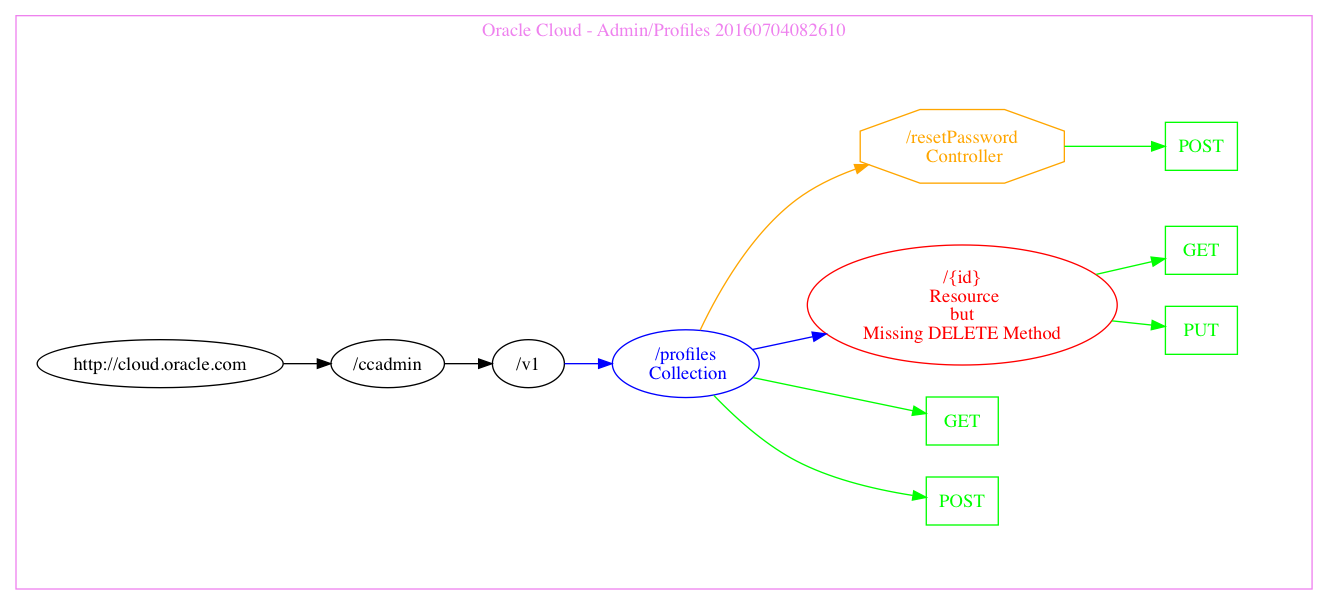 Oracle Cloud - Admin/Profiles 20160704082610
/resetPassword
Controller
POST
GET
/{id}
Resource
but
Missing DELETE Method
PUT
http://cloud.oracle.com
/ccadmin
/v1
/profiles
Collection
GET
POST